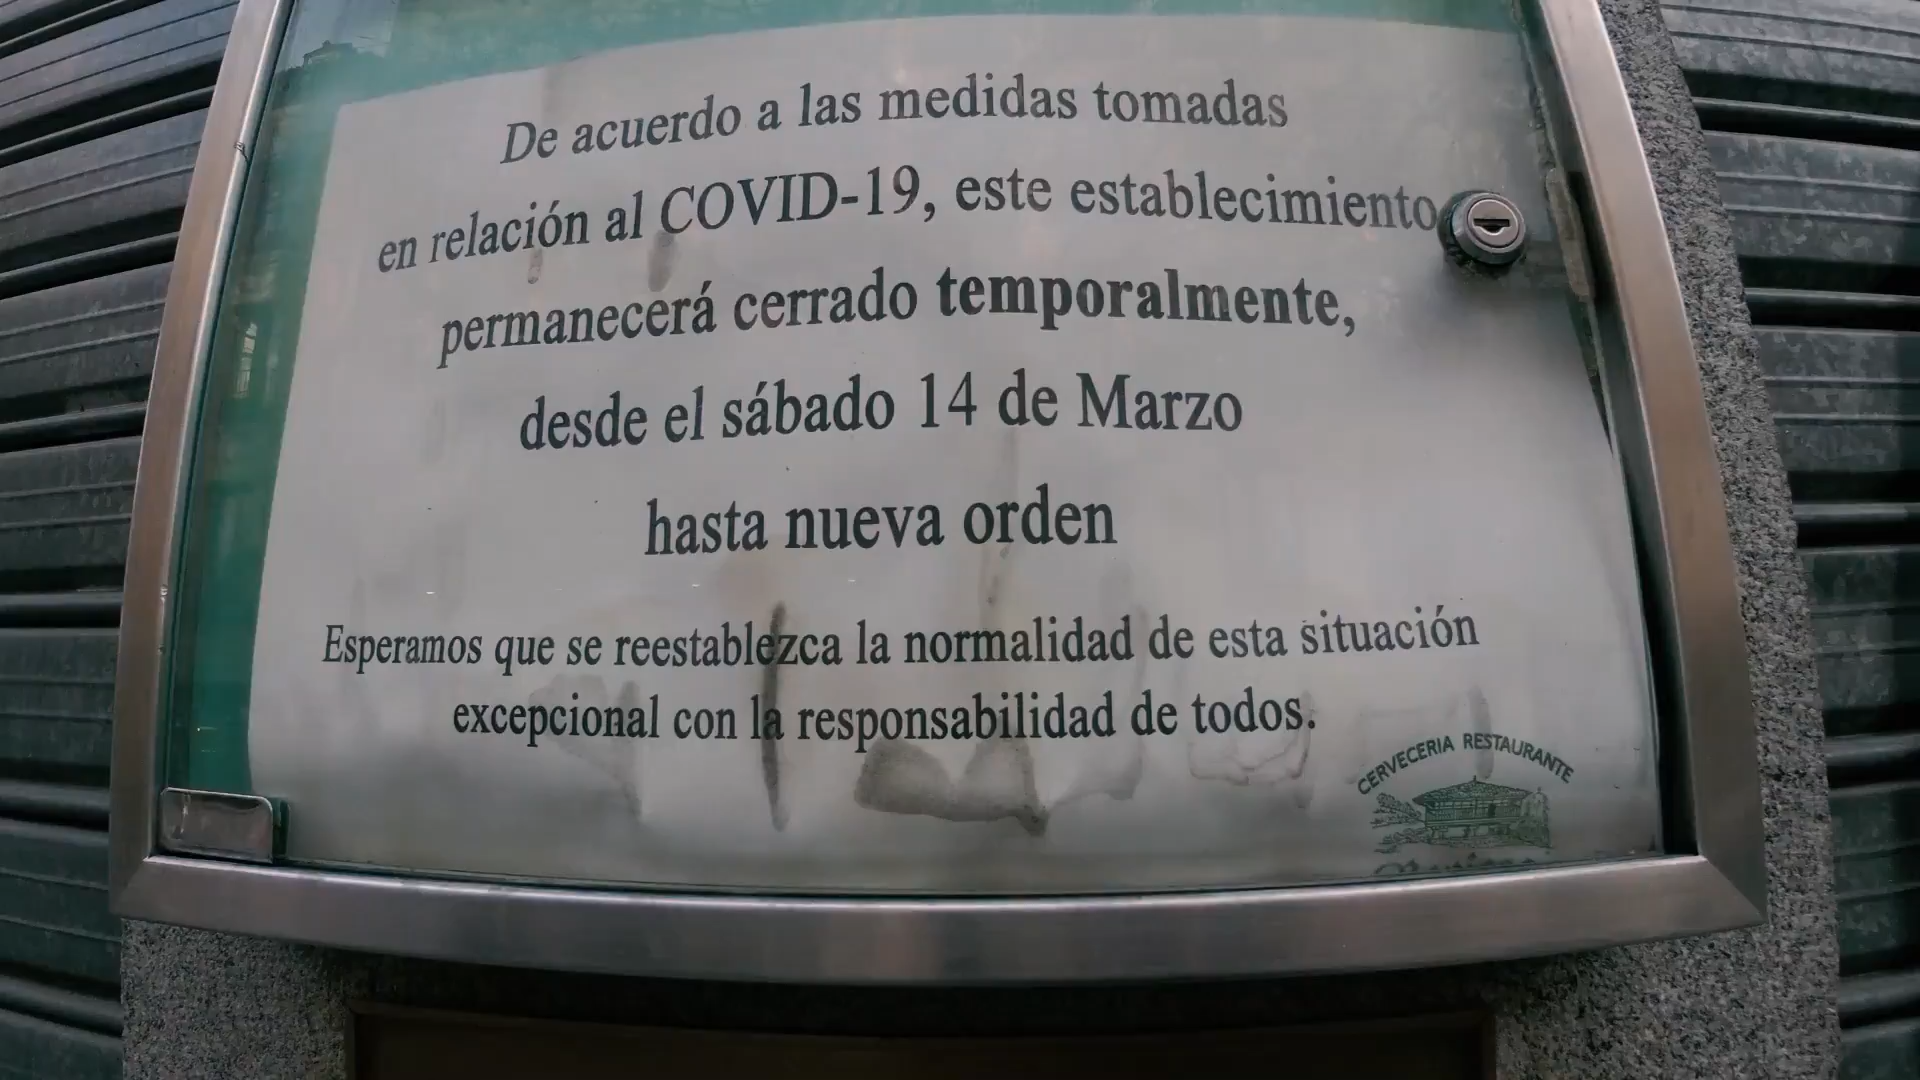 De acuerdo a las medidas tomadas
en relación al COVID-19, este establecimiento
permanecerá cerrado temporalmente,
desde el sábado 14 de Marzo
hasta nueva orden
Esperamos que se reestablezca la normalidad de esta situación
excepcional con la responsabilidad de todos.
CERVECERIA RESTAURANTE